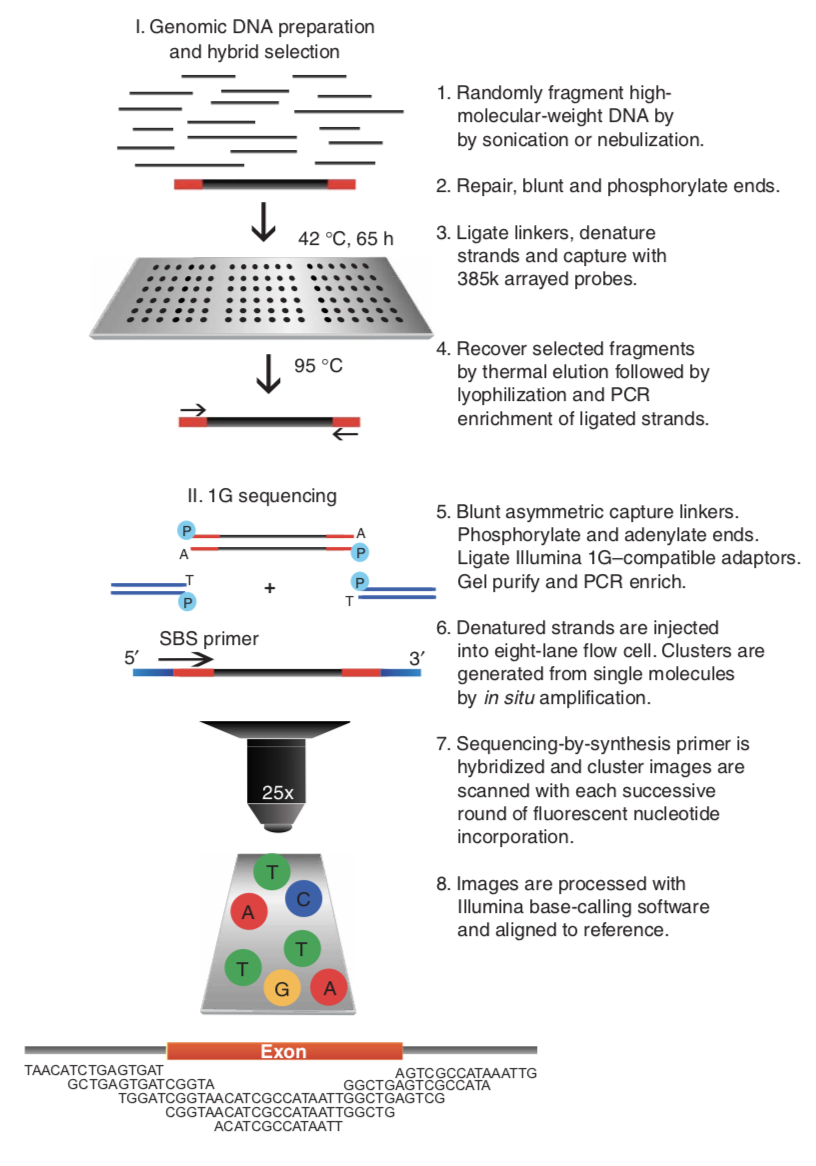 I. Genomic DNA preparation
and hybrid selection
1. Randomly fragment high-
molecular-weight DNA by
by sonication or nebulization.
2. Repair, blunt and phosphorylate ends.
42 °C, 65 h
3. Ligate linkers, denature
strands and capture with
385k arrayed probes.
95 °C
4. Recover selected fragments
by thermal elution followed by
lyophilization and PCR
enrichment of ligated strands.
II. 1G sequencing
P
A
A
P
T
P
+
P
T
5. Blunt asymmetric capture linkers.
Phosphorylate and adenylate ends.
Ligate Illumina 1G–compatible adaptors.
Gel purify and PCR enrich.
SBS primer
5′
3′
6. Denatured strands are injected
into eight-lane flow cell. Clusters are
generated from single molecules
by in situ amplification.
25x
7. Sequencing-by-synthesis primer is
hybridized and cluster images are
scanned with each successive
round of fluorescent nucleotide
incorporation.
T
C
A
T
T
G
A
8. Images are processed with
Illumina base-calling software
and aligned to reference.
Exon
TAACATCTGAGTGAT
AGTCGCCATAAATTG
GCTGAGTGATCGGTA
GGCTGAGTCGCCATA
TGGATCGGTAACATCGCCATAATTGGCTGAGTCG
CGGTAACATCGCCATAATTGGCTG
ACATCGCCATAATT